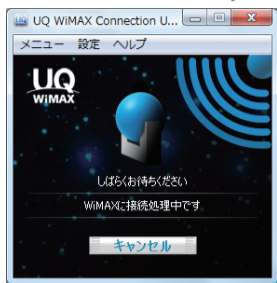 UQ WiMAX Connection U...
メニュー 設定 ヘルプ
UQ
WiMAX
しばらくお待ちください
WiMAXに接続処理中です
キャンセル